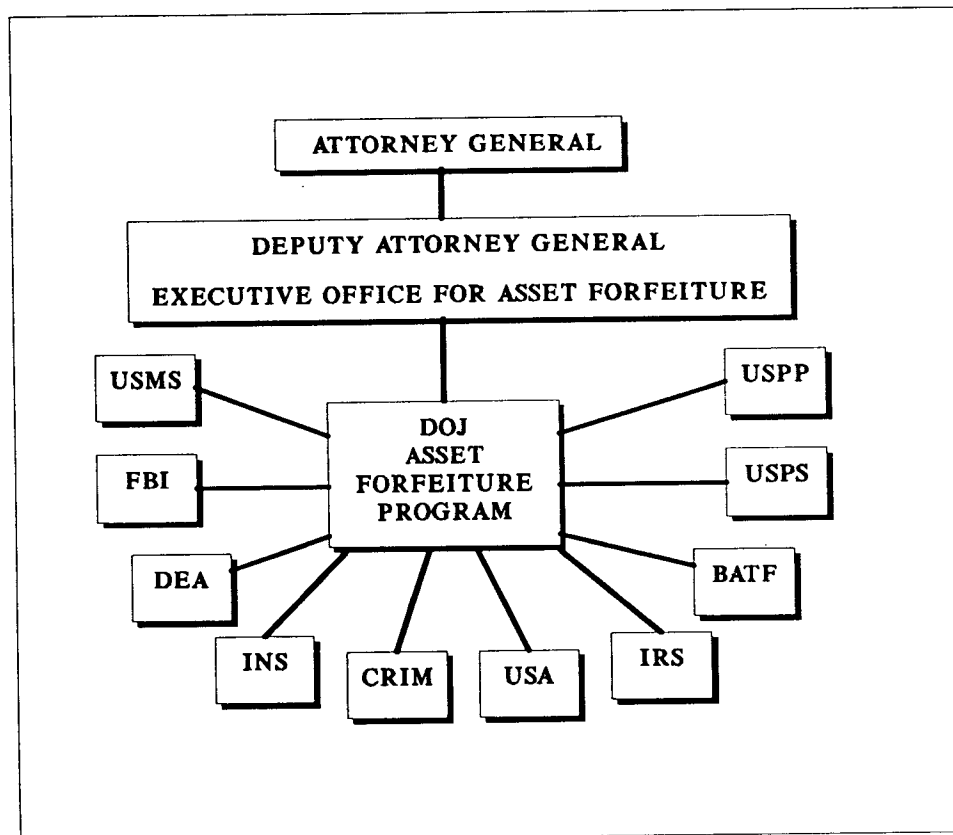 ATTORNEY GENERAL
DEPUTY ATTORNEY GENERAL
EXECUTIVE OFFICE FOR ASSET FORFEITURE
USMS
USPP
DOJ
ASSET
FORFEITURE
PROGRAM
FBI
USPS
DEA
BATF
INS
CRIM
USA
IRS